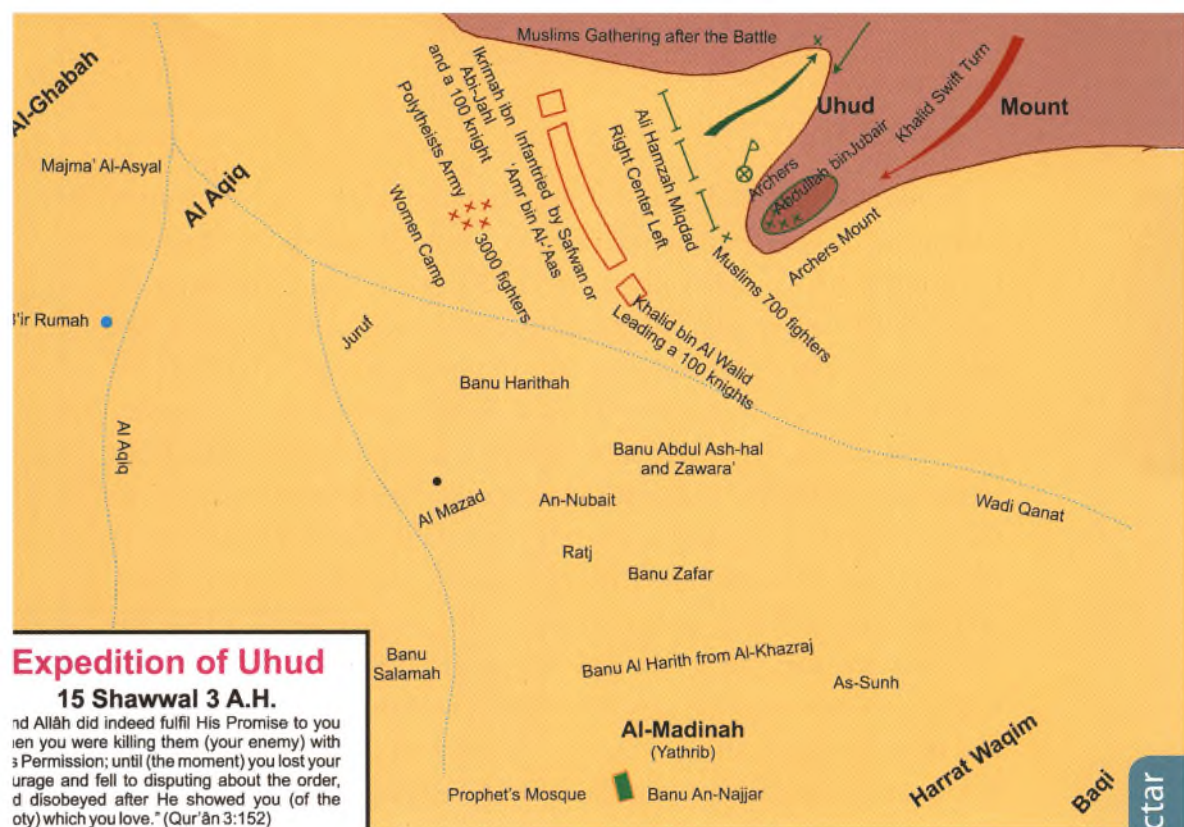 Muslims Gathering after the Battle
Al-Ghabah
Majma' Al-Asyal
Al Aqiq
Ikrimah ibn
Abi-Jahl
and a 100 knight
Infantried by Safwan or
'Amr bin Al-'Aas
Polytheists Army
3000 fighters
Women Camp
Ali Hamzah Miqdad
Right Center Left
Muslims 700 fighters
Uhud
Mount
Khalid Swift Turn
Archers
Abdullah binJubair
Archers Mount
Khalid bin Al Walid
Leading a 100 knights
B'ir Rumah
Juruf
Banu Harithah
Al Aqiq
Banu Abdul Ash-hal
and Zawara'
Al Mazad
An-Nubait
Wadi Qanat
Ratj
Banu Zafar
Banu
Salamah
Banu Al Harith from Al-Khazraj
As-Sunh
Al-Madinah
(Yathrib)
Prophet's Mosque
Banu An-Najjar
Harrat Waqim
Baqi
ctar
Expedition of Uhud
15 Shawwal 3 A.H.
nd Allâh did indeed fulfil His Promise to you
en you were killing them (your enemy) with
s Permission; until (the moment) you lost your
urage and fell to disputing about the order,
d disobeyed after He showed you (of the
oty) which you love." (Qur'ân 3:152)